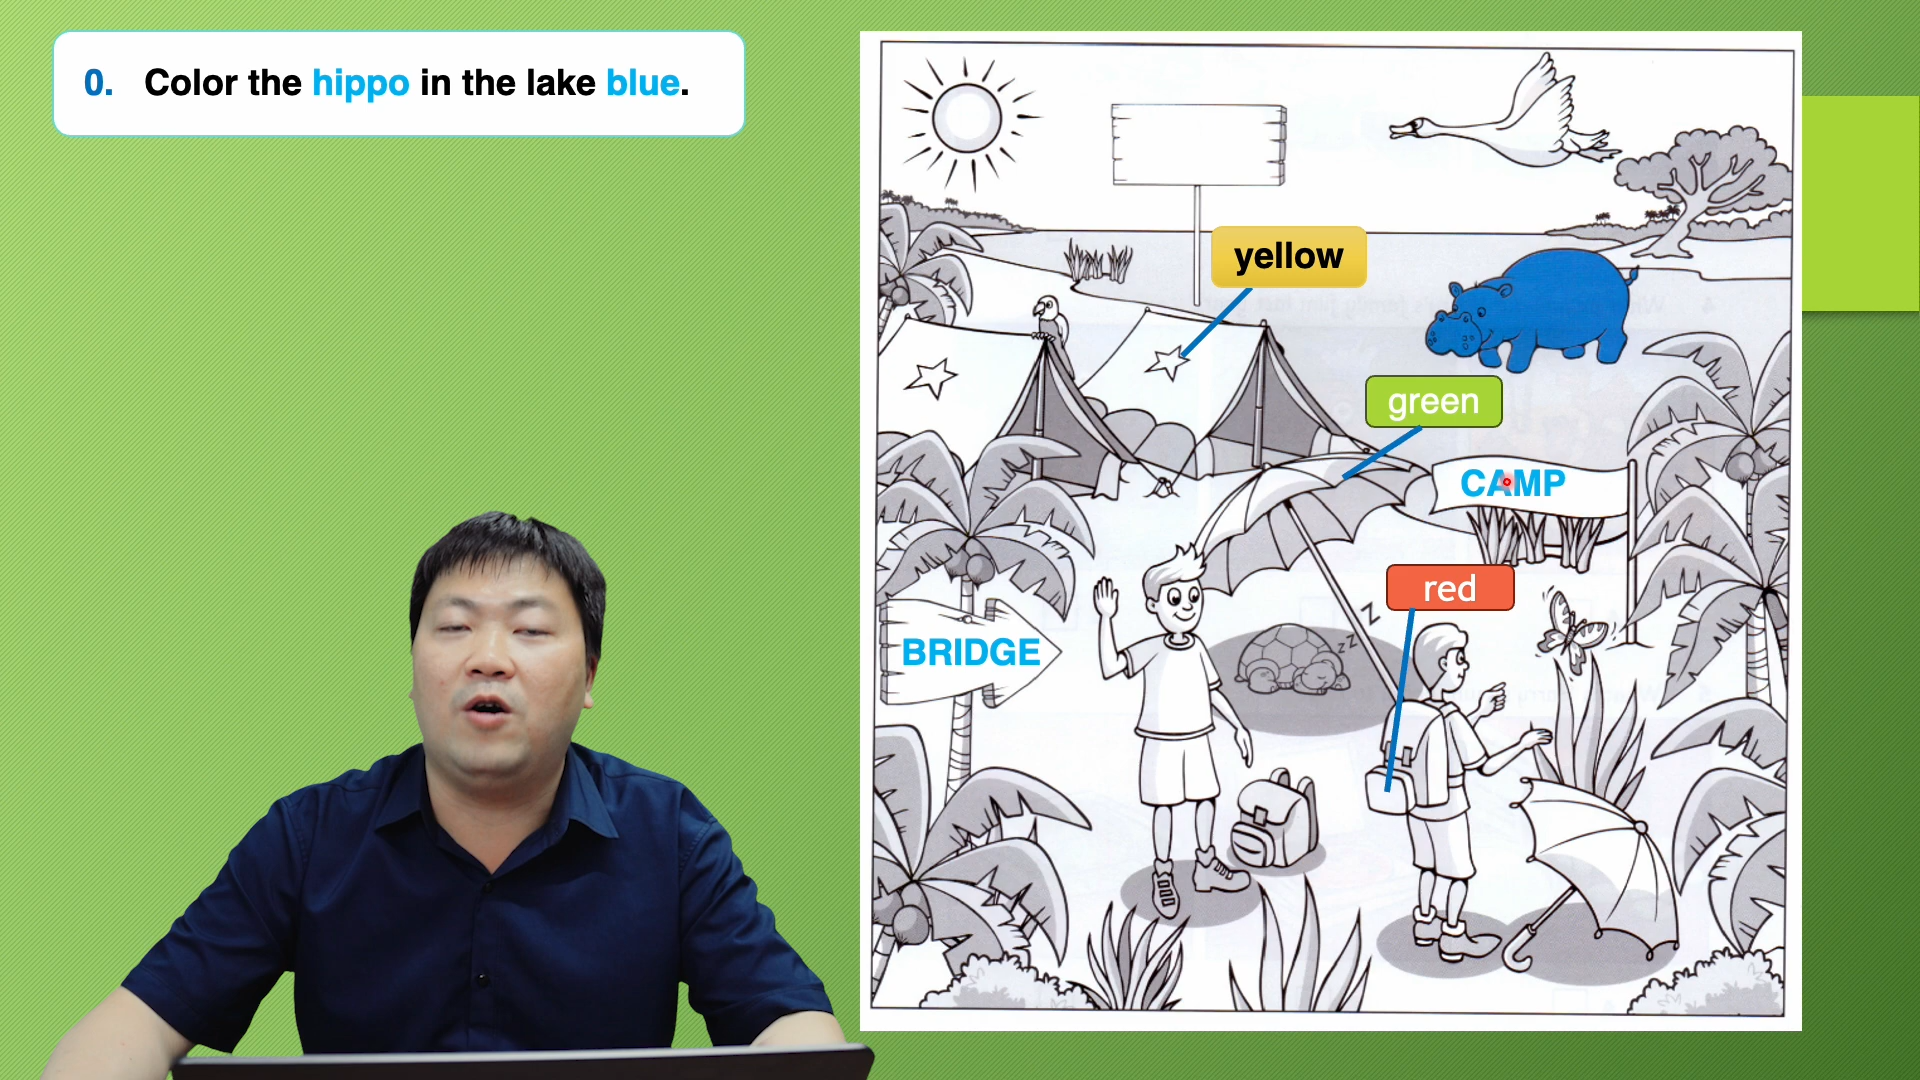 0. Color the hippo in the lake blue.
yellow
green
CAMP
red
BRIDGE
z z Z Z